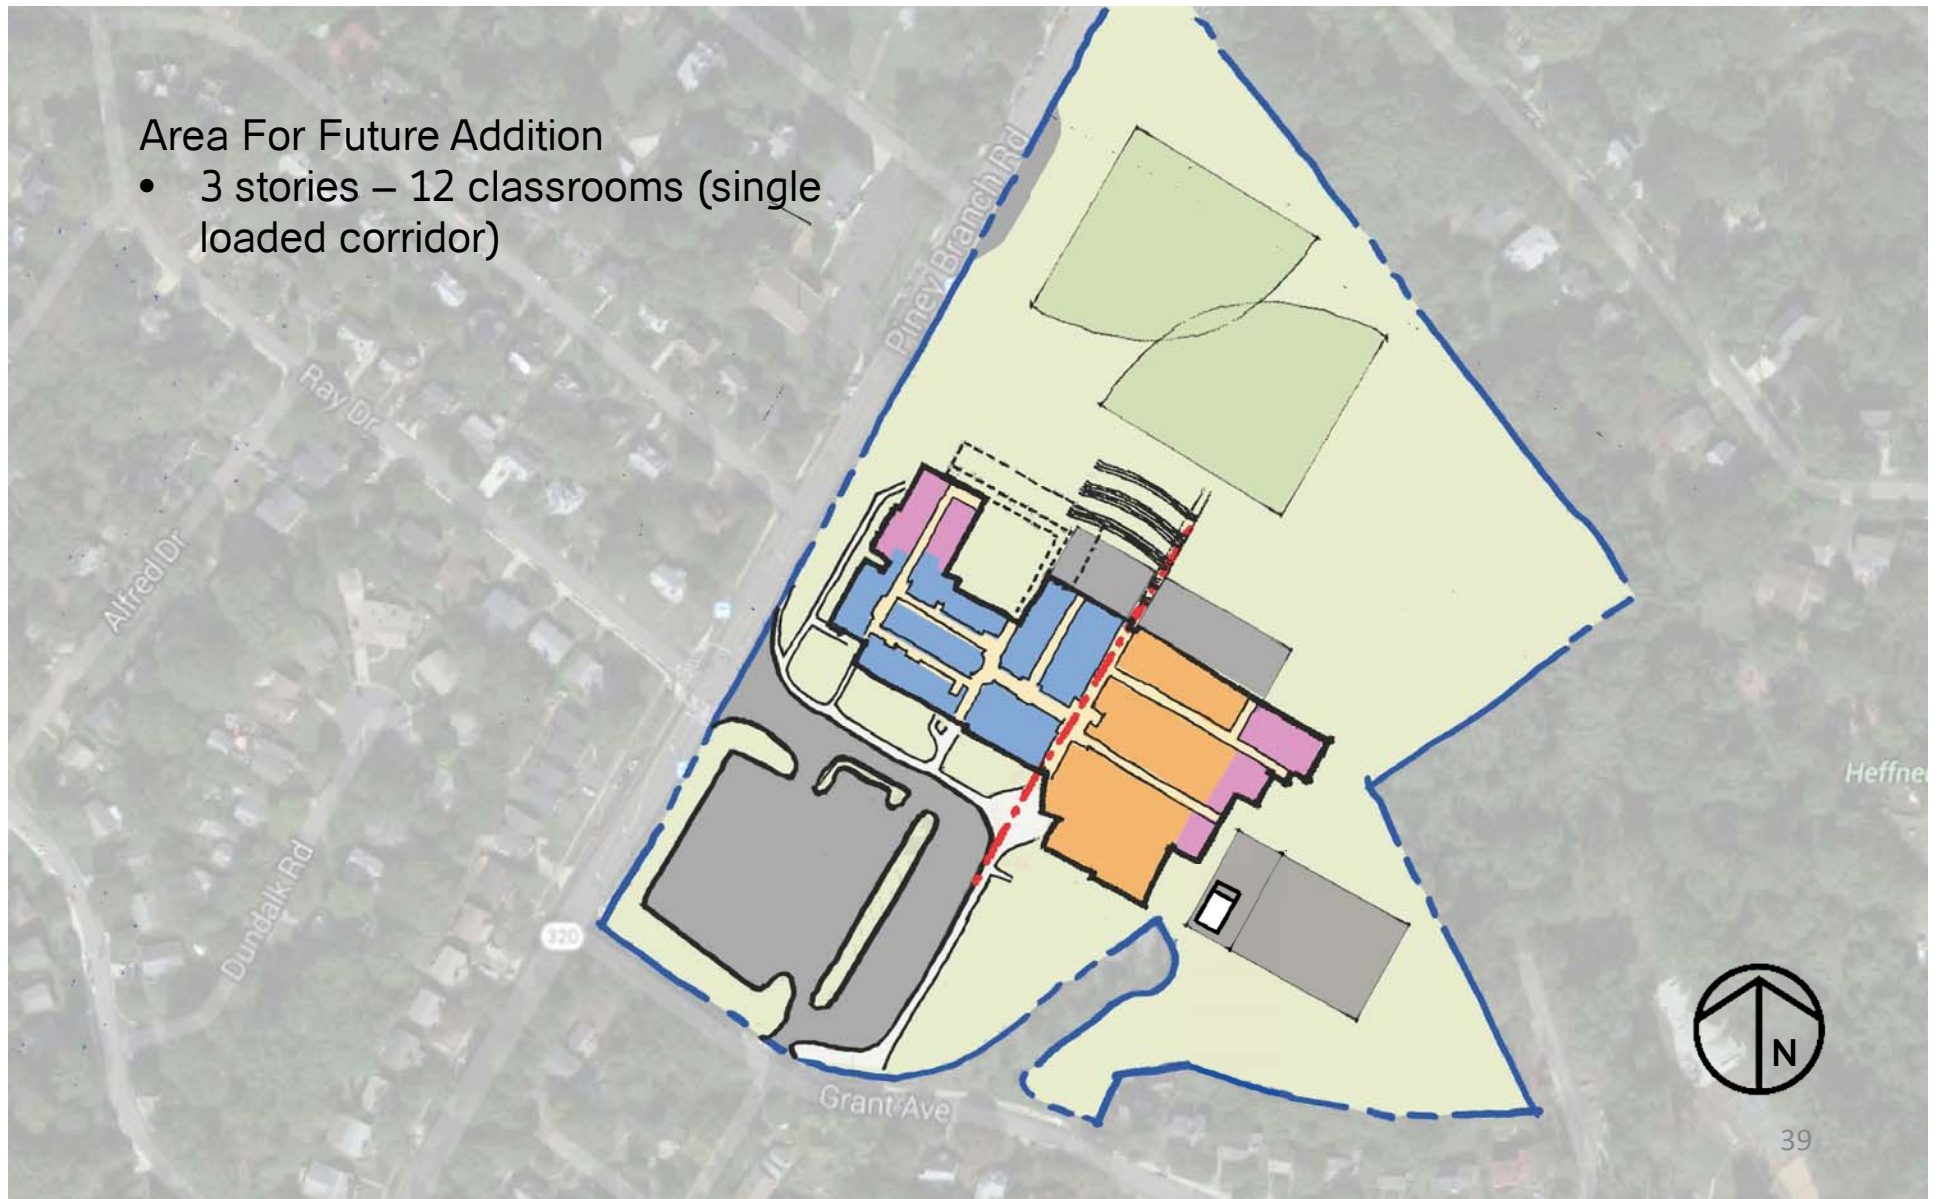 Area For Future Addition
• 3 stories – 12 classrooms (single
loaded corridor)
Piney Branch Rd
Ray Dr
Alfred Dr
Heffne
Dundalk Rd
320
Grant Ave
N
39